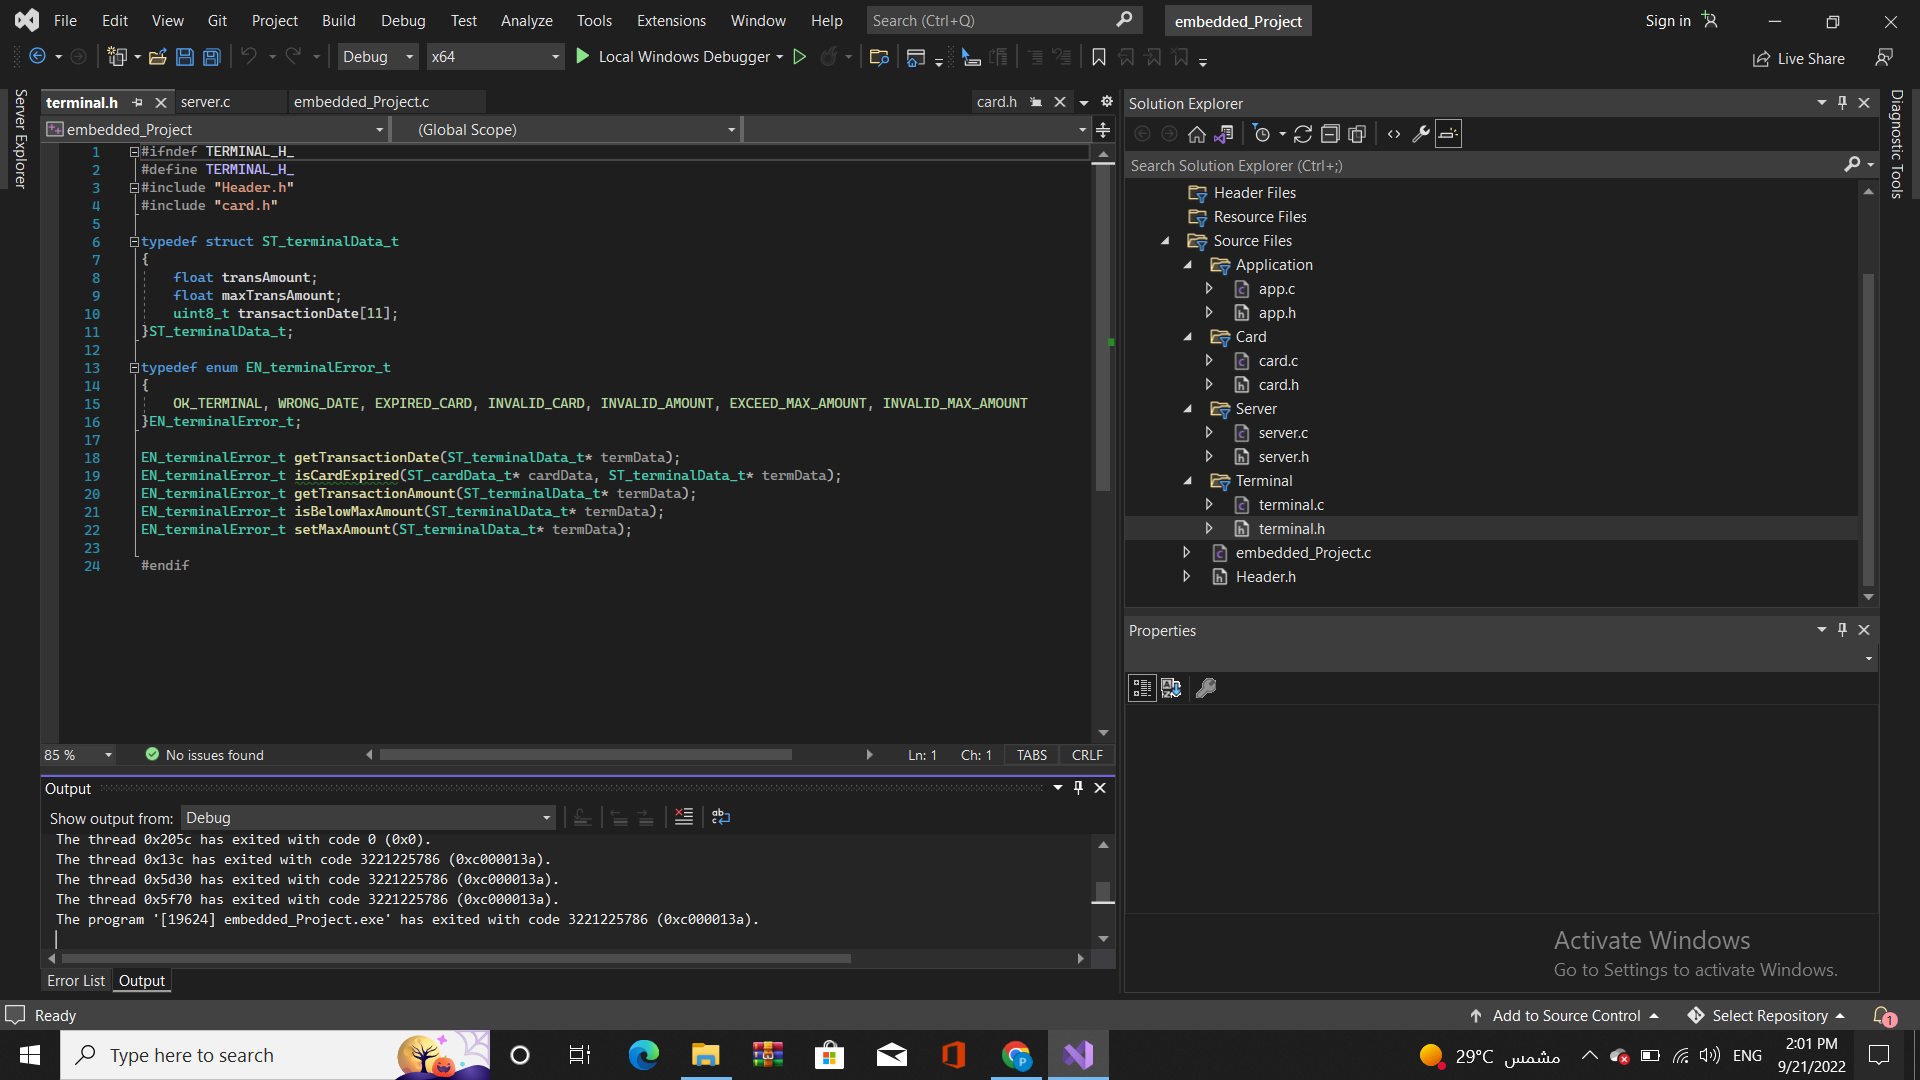 File Edit View Git Project Build Debug Test Analyze Tools Extensions Window Help Search (Ctrl+Q) embedded_Project Sign in
Debug x64 Local Windows Debugger Live Share
Server Explorer
terminal.h server.c embedded_Project.c card.h
embedded_Project (Global Scope)
1 #ifndef TERMINAL_H_
2 #define TERMINAL_H_
3 #include "Header.h"
4 #include "card.h"
5
6 typedef struct ST_terminalData_t
7 {
8 float transAmount;
9 float maxTransAmount;
10 uint8_t transactionDate[11];
11 }ST_terminalData_t;
12
13 typedef enum EN_terminalError_t
14 {
15 OK_TERMINAL, WRONG_DATE, EXPIRED_CARD, INVALID_CARD, INVALID_AMOUNT, EXCEED_MAX_AMOUNT, INVALID_MAX_AMOUNT
16 }EN_terminalError_t;
17
18 EN_terminalError_t getTransactionDate(ST_terminalData_t* termData);
19 EN_terminalError_t isCardExpired(ST_cardData_t* cardData, ST_terminalData_t* termData);
20 EN_terminalError_t getTransactionAmount(ST_terminalData_t* termData);
21 EN_terminalError_t isBelowMaxAmount(ST_terminalData_t* termData);
22 EN_terminalError_t setMaxAmount(ST_terminalData_t* termData);
23
24 #endif
85 % No issues found Ln: 1 Ch: 1 TABS CRLF
Output
Show output from: Debug
The thread 0x205c has exited with code 0 (0x0).
The thread 0x13c has exited with code 3221225786 (0xc000013a).
The thread 0x5d30 has exited with code 3221225786 (0xc000013a).
The thread 0x5f70 has exited with code 3221225786 (0xc000013a).
The program '[19624] embedded_Project.exe' has exited with code 3221225786 (0xc000013a).
Error List Output
Solution Explorer
Search Solution Explorer (Ctrl+;)
Header Files
Resource Files
Source Files
Application
app.c
app.h
Card
card.c
card.h
Server
server.c
server.h
Terminal
terminal.c
terminal.h
embedded_Project.c
Header.h
Properties
Diagnostic Tools
Activate Windows
Go to Settings to activate Windows.
Ready Add to Source Control Select Repository 1
Type here to search 29°C مشمس ENG 2:01 PM
9/21/2022